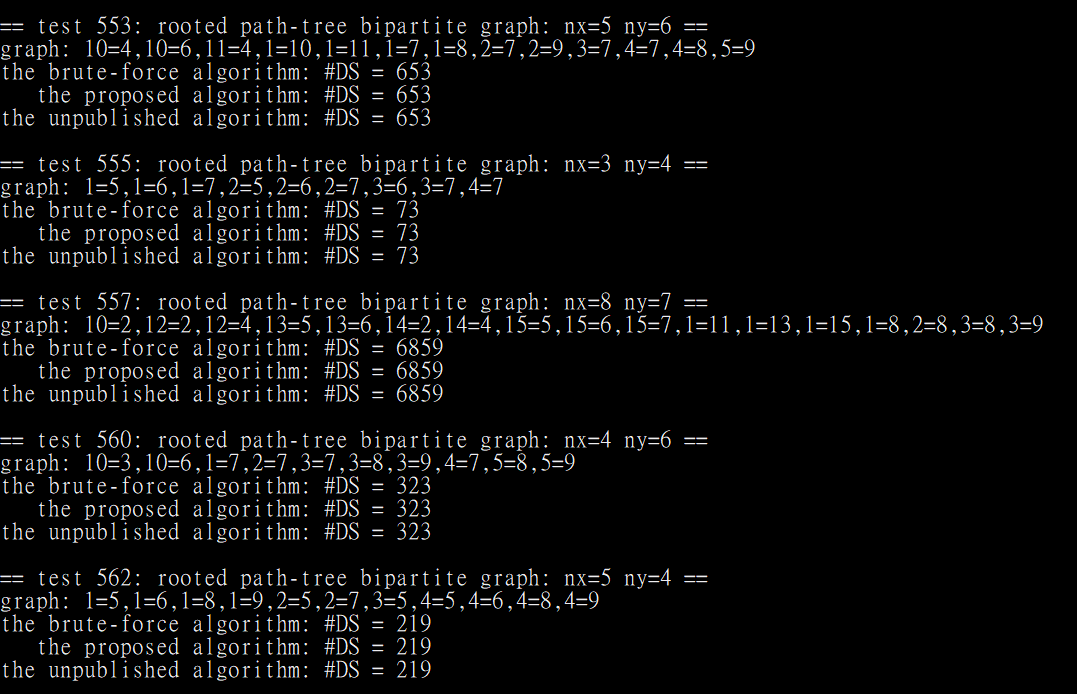 == test 553: rooted path-tree bipartite graph: nx=5 ny=6 ==
graph: 10=4,10=6,11=4,1=10,1=11,1=7,1=8,2=7,2=9,3=7,4=7,4=8,5=9
the brute-force algorithm: #DS = 653
the proposed algorithm: #DS = 653
the unpublished algorithm: #DS = 653
== test 555: rooted path-tree bipartite graph: nx=3 ny=4 ==
graph: 1=5,1=6,1=7,2=5,2=6,2=7,3=6,3=7,4=7
the brute-force algorithm: #DS = 73
the proposed algorithm: #DS = 73
the unpublished algorithm: #DS = 73
== test 557: rooted path-tree bipartite graph: nx=8 ny=7 ==
graph: 10=2,12=2,12=4,13=5,13=6,14=2,14=4,15=5,15=6,15=7,1=11,1=13,1=15,1=8,2=8,3=8,3=9
the brute-force algorithm: #DS = 6859
the proposed algorithm: #DS = 6859
the unpublished algorithm: #DS = 6859
== test 560: rooted path-tree bipartite graph: nx=4 ny=6 ==
graph: 10=3,10=6,1=7,2=7,3=7,3=8,3=9,4=7,5=8,5=9
the brute-force algorithm: #DS = 323
the proposed algorithm: #DS = 323
the unpublished algorithm: #DS = 323
== test 562: rooted path-tree bipartite graph: nx=5 ny=4 ==
graph: 1=5,1=6,1=8,1=9,2=5,2=7,3=5,4=5,4=6,4=8,4=9
the brute-force algorithm: #DS = 219
the proposed algorithm: #DS = 219
the unpublished algorithm: #DS = 219